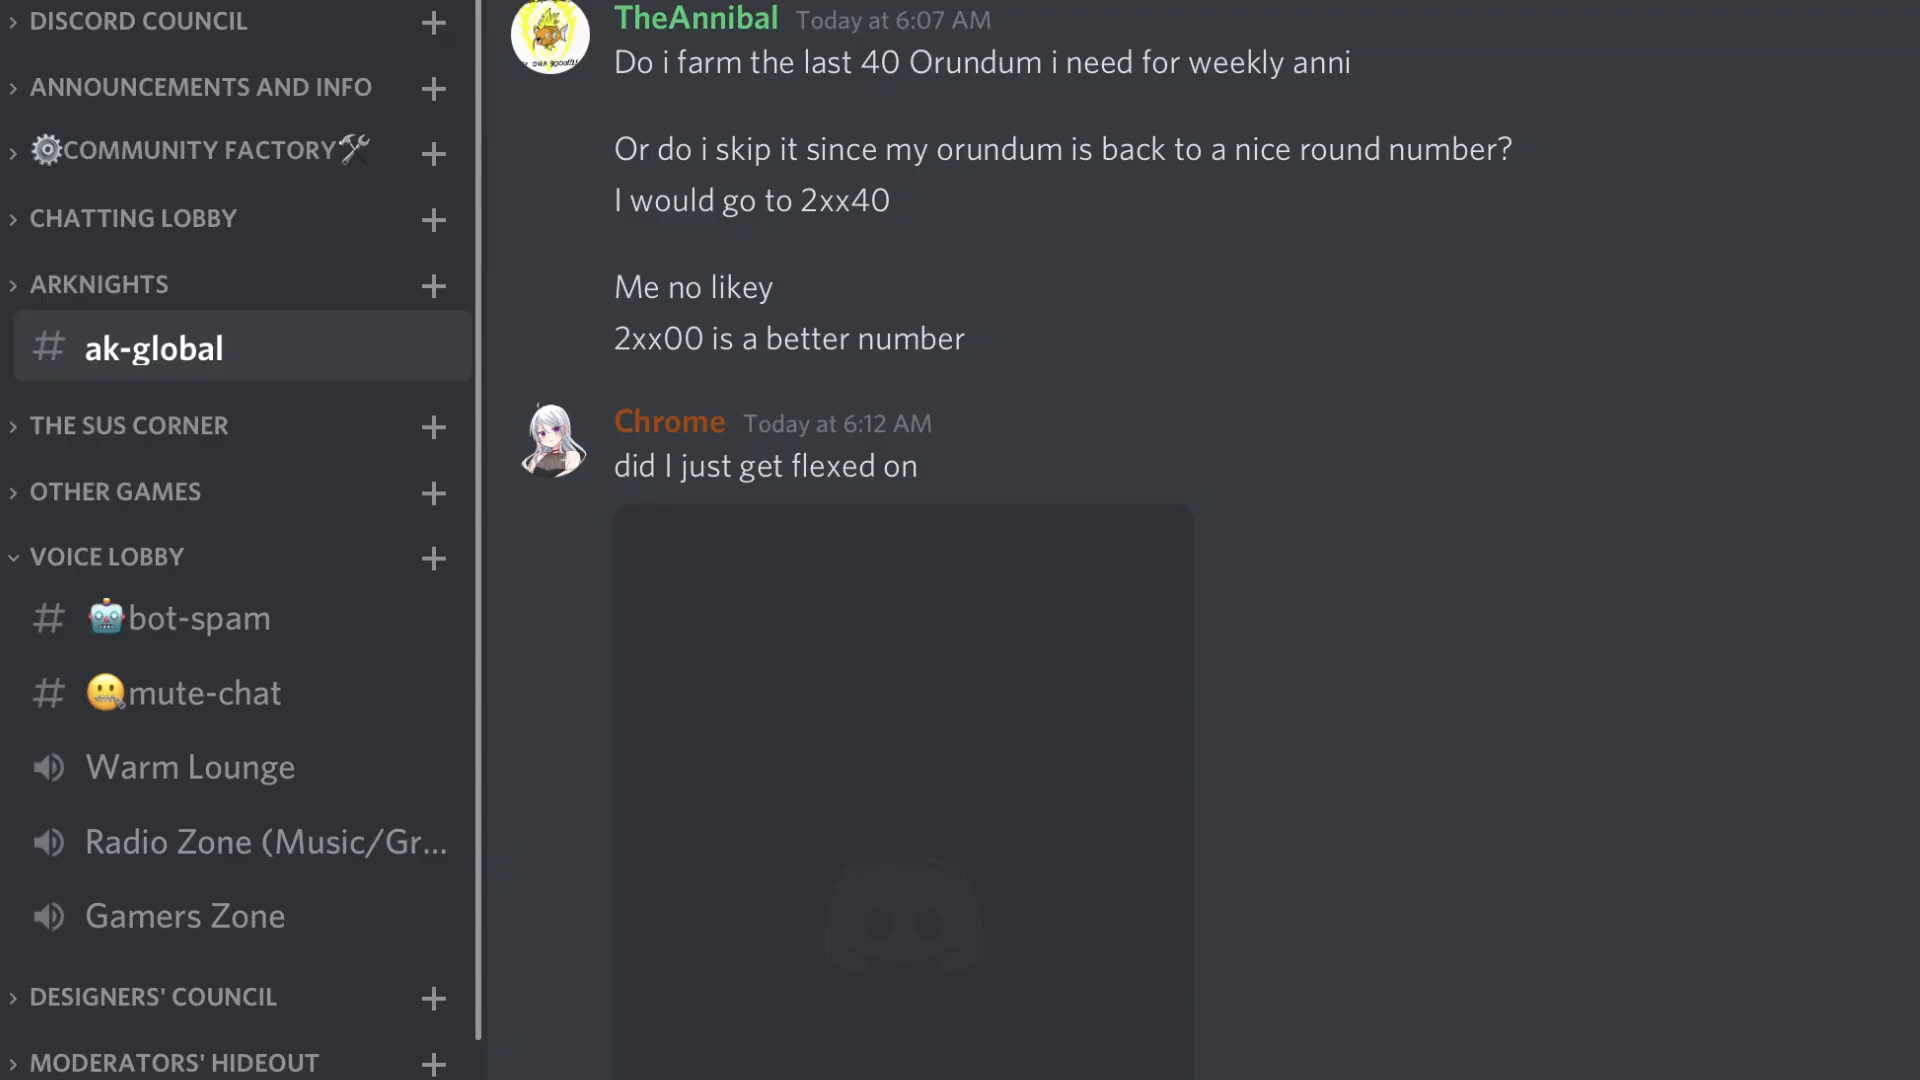 DISCORD COUNCIL
ANNOUNCEMENTS AND INFO
⚙️COMMUNITY FACTORY🛠️
CHATTING LOBBY
ARKNIGHTS
# ak-global
THE SUS CORNER
OTHER GAMES
VOICE LOBBY
# 🤖bot-spam
# 🤐mute-chat
Warm Lounge
Radio Zone (Music/Gr...
Gamers Zone
DESIGNERS' COUNCIL
MODERATORS' HIDEOUT
TheAnnibal Today at 6:07 AM
Do i farm the last 40 Orundum i need for weekly anni
Or do i skip it since my orundum is back to a nice round number?
I would go to 2xx40
Me no likey
2xx00 is a better number
Chrome Today at 6:12 AM
did I just get flexed on